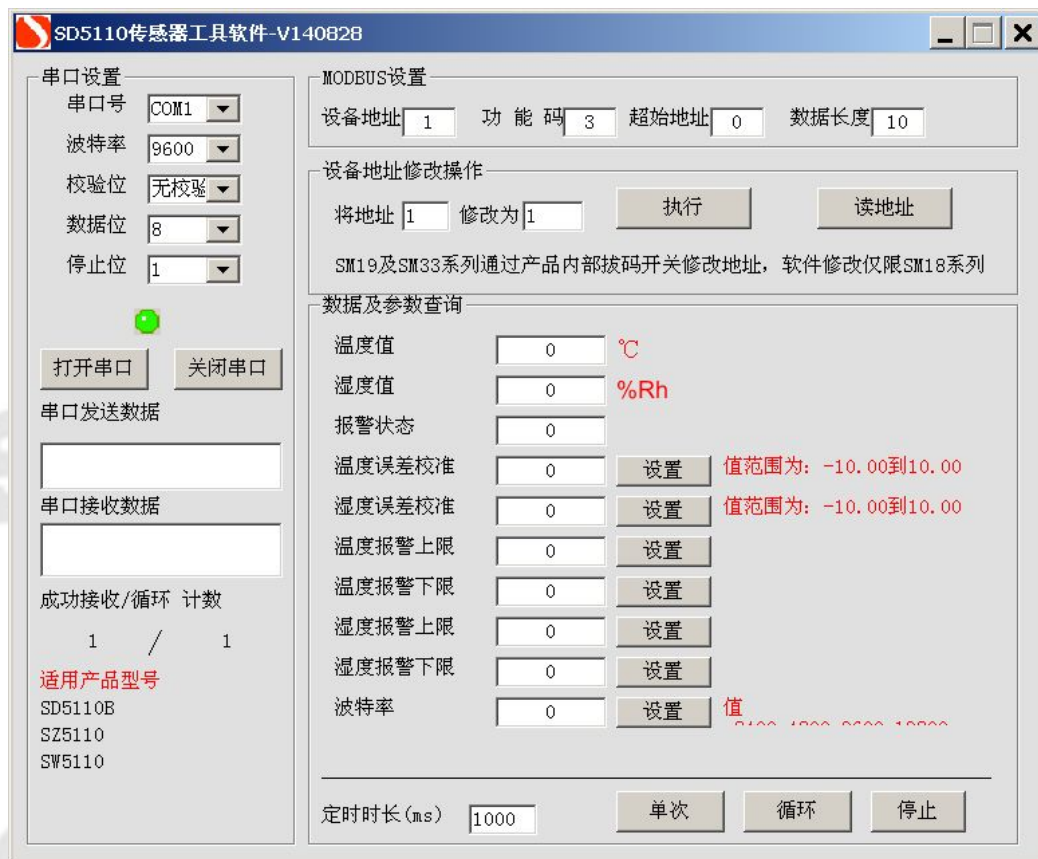 SD5110传感器工具软件-V140828
串口设置
串口号 COM1
波特率 9600
校验位 无校验
数据位 8
停止位 1
打开串口 关闭串口
串口发送数据
串口接收数据
成功接收/循环 计数
1 / 1
适用产品型号
SD5110B
SZ5110
SW5110
MODBUS设置
设备地址 1 功 能 码 3 超始地址 0 数据长度 10
设备地址修改操作
将地址 1 修改为 1 执行 读地址
SM19及SM33系列通过产品内部拔码开关修改地址，软件修改仅限SM18系列
数据及参数查询
温度值 0 ℃
湿度值 0 %Rh
报警状态 0
温度误差校准 0 设置 值范围为：-10.00到10.00
湿度误差校准 0 设置 值范围为：-10.00到10.00
温度报警上限 0 设置
温度报警下限 0 设置
湿度报警上限 0 设置
湿度报警下限 0 设置
波特率 0 设置 值
定时时长(ms) 1000 单次 循环 停止